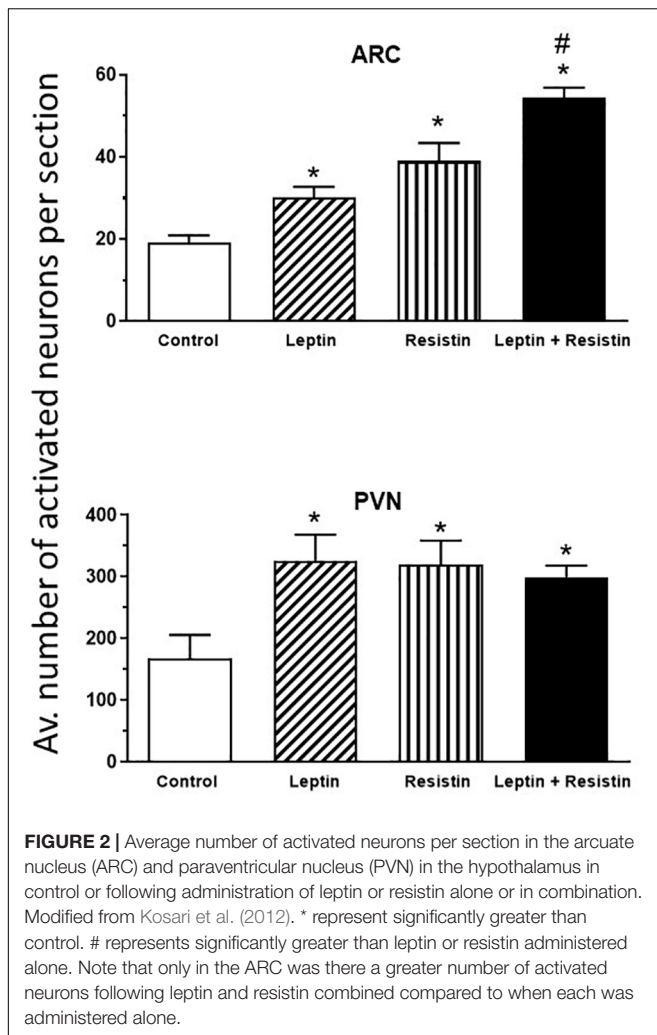 Av. number of activated neurons per section
ARC
60
40
20
0
*
*
#
*
Control Leptin Resistin Leptin + Resistin
PVN
400
300
200
100
0
*
*
*
Control Leptin Resistin Leptin + Resistin
FIGURE 2 | Average number of activated neurons per section in the arcuate
nucleus (ARC) and paraventricular nucleus (PVN) in the hypothalamus in
control or following administration of leptin or resistin alone or in combination.
Modified from Kosari et al. (2012). * represent significantly greater than
control. # represents significantly greater than leptin or resistin administered
alone. Note that only in the ARC was there a greater number of activated
neurons following leptin and resistin combined compared to when each was
administered alone.